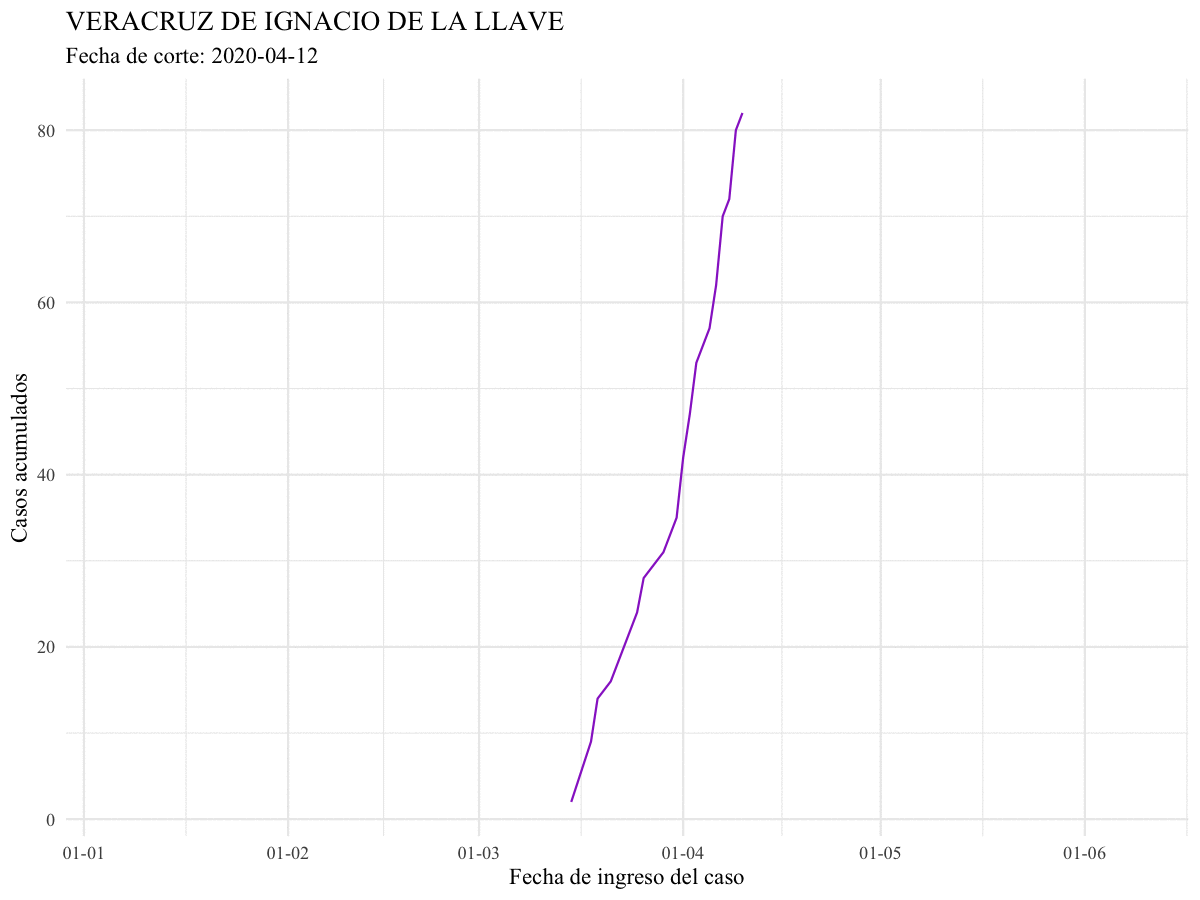 VERACRUZ DE IGNACIO DE LA LLAVE
Fecha de corte: 2020-04-12
Casos acumulados
80
60
40
20
0
01-01 01-02 01-03 01-04 01-05 01-06
Fecha de ingreso del caso